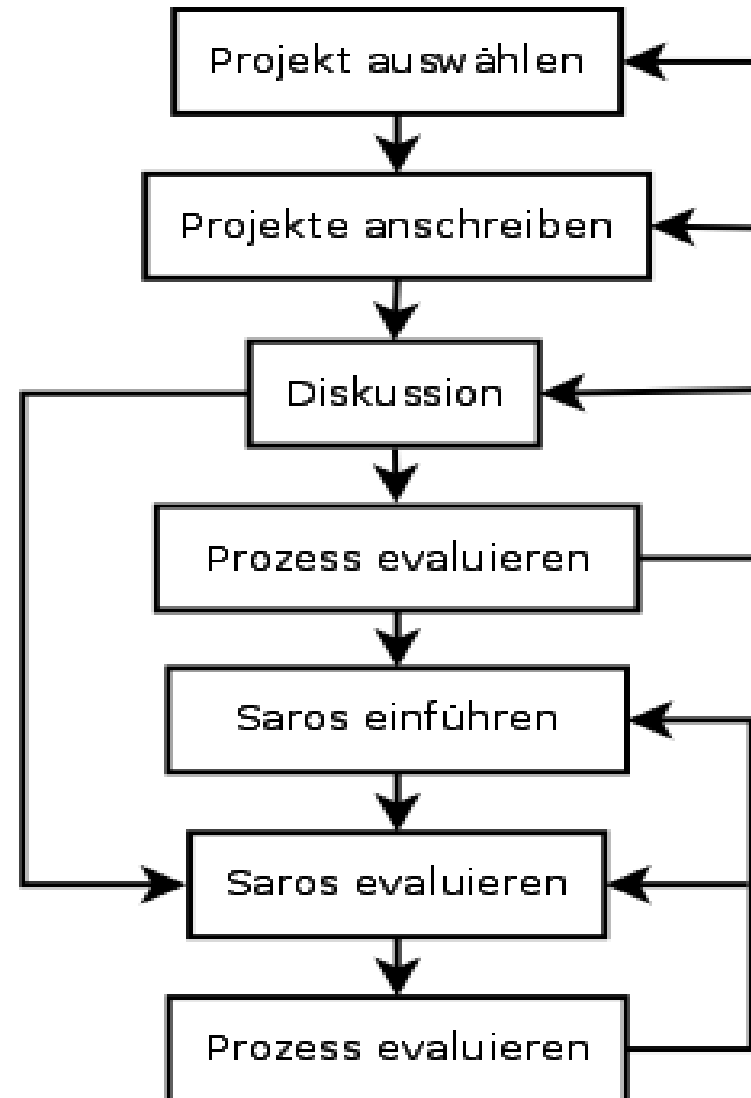 Projekt auswählen
Projekte anschreiben
Diskussion
Prozess evaluieren
Saros einführen
Saros evaluieren
Prozess evaluieren